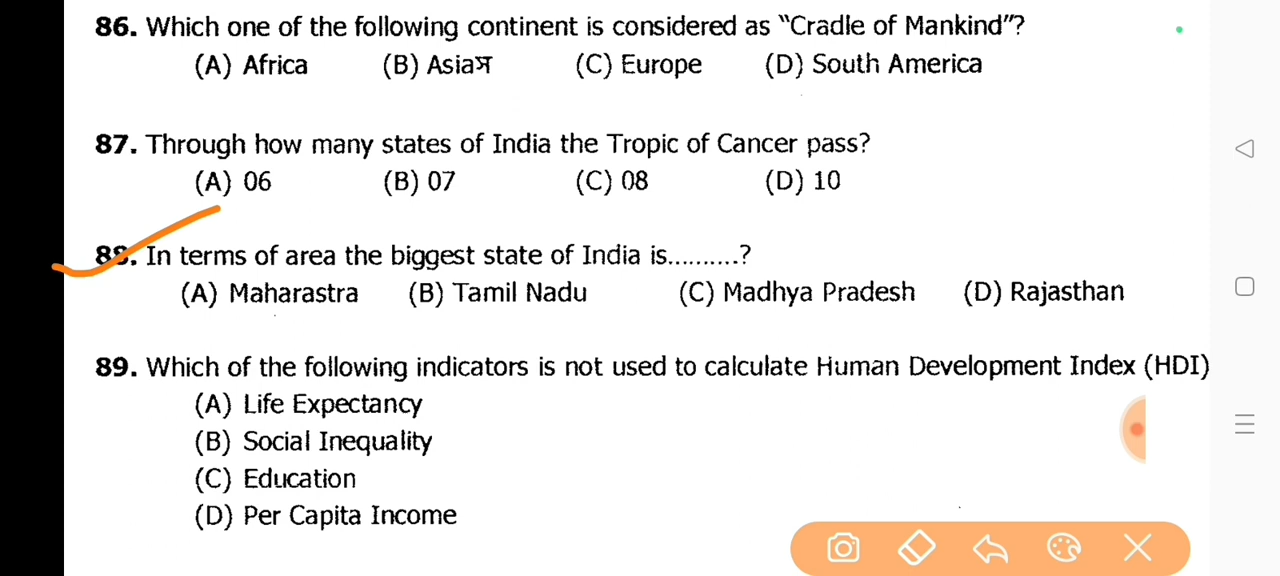 86. Which one of the following continent is considered as "Cradle of Mankind"?
(A) Africa (B) Asiaस (C) Europe (D) South America
87. Through how many states of India the Tropic of Cancer pass?
(A) 06 (B) 07 (C) 08 (D) 10
88. In terms of area the biggest state of India is..........?
(A) Maharastra (B) Tamil Nadu (C) Madhya Pradesh (D) Rajasthan
89. Which of the following indicators is not used to calculate Human Development Index (HDI)
(A) Life Expectancy
(B) Social Inequality
(C) Education
(D) Per Capita Income